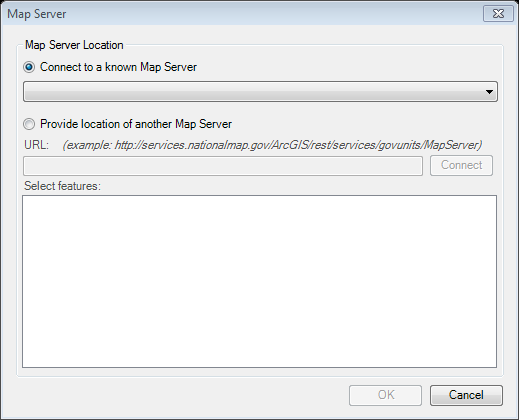 Map Server
Map Server Location
Connect to a known Map Server
Provide location of another Map Server
URL: (example: http://services.nationalmap.gov/ArcGIS/rest/services/govunits/MapServer)
Connect
Select features:
OK Cancel